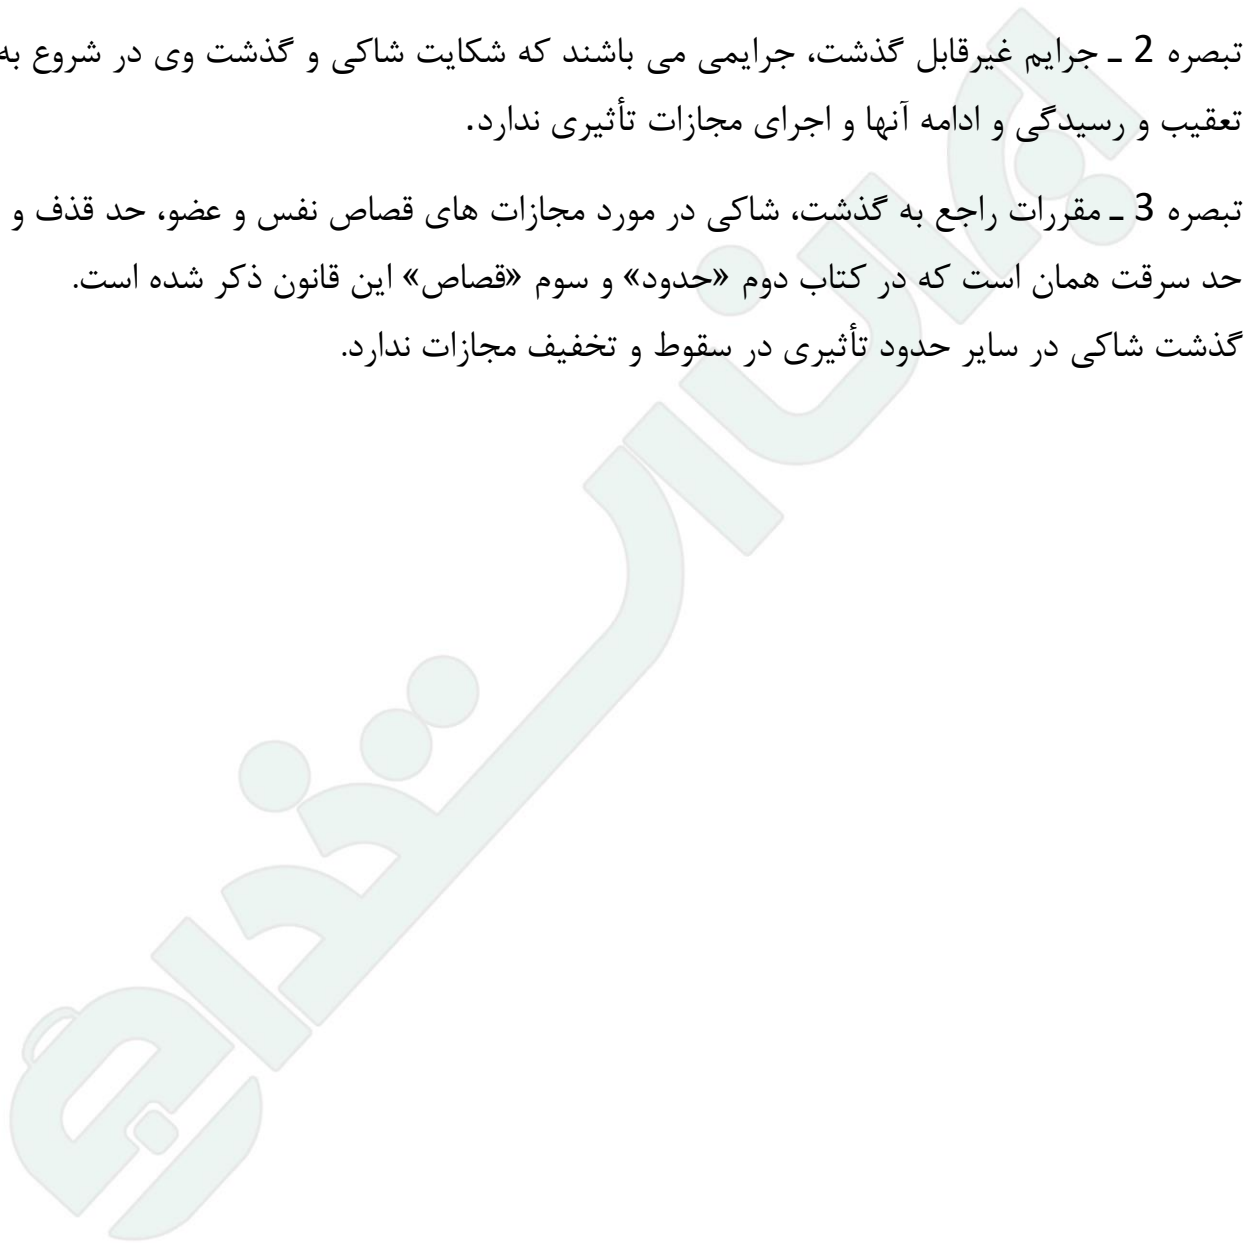 تبصره 2 ـ جرایم غیرقابل گذشت، جرایمی می باشند که شکایت شاکی و گذشت وی در شروع به
تعقیب و رسیدگی و ادامه آنها و اجرای مجازات تأثیری ندارد.
تبصره 3 ـ مقررات راجع به گذشت، شاکی در مورد مجازات های قصاص نفس و عضو، حد قذف و
حد سرقت همان است که در کتاب دوم «حدود» و سوم «قصاص» این قانون ذکر شده است.
گذشت شاکی در سایر حدود تأثیری در سقوط و تخفیف مجازات ندارد.
ایران استخدام